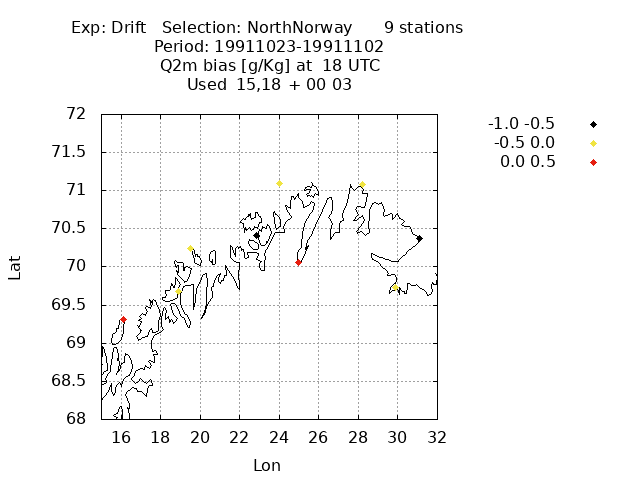 Exp: Drift   Selection: NorthNorway      9 stations
Period: 19911023-19911102
Q2m bias [g/Kg] at  18 UTC
Used  15,18  + 00 03
72
71.5
71
70.5
70
69.5
69
68.5
68
16 18 20 22 24 26 28 30 32
Lat
Lon
-1.0 -0.5
-0.5 0.0
0.0 0.5